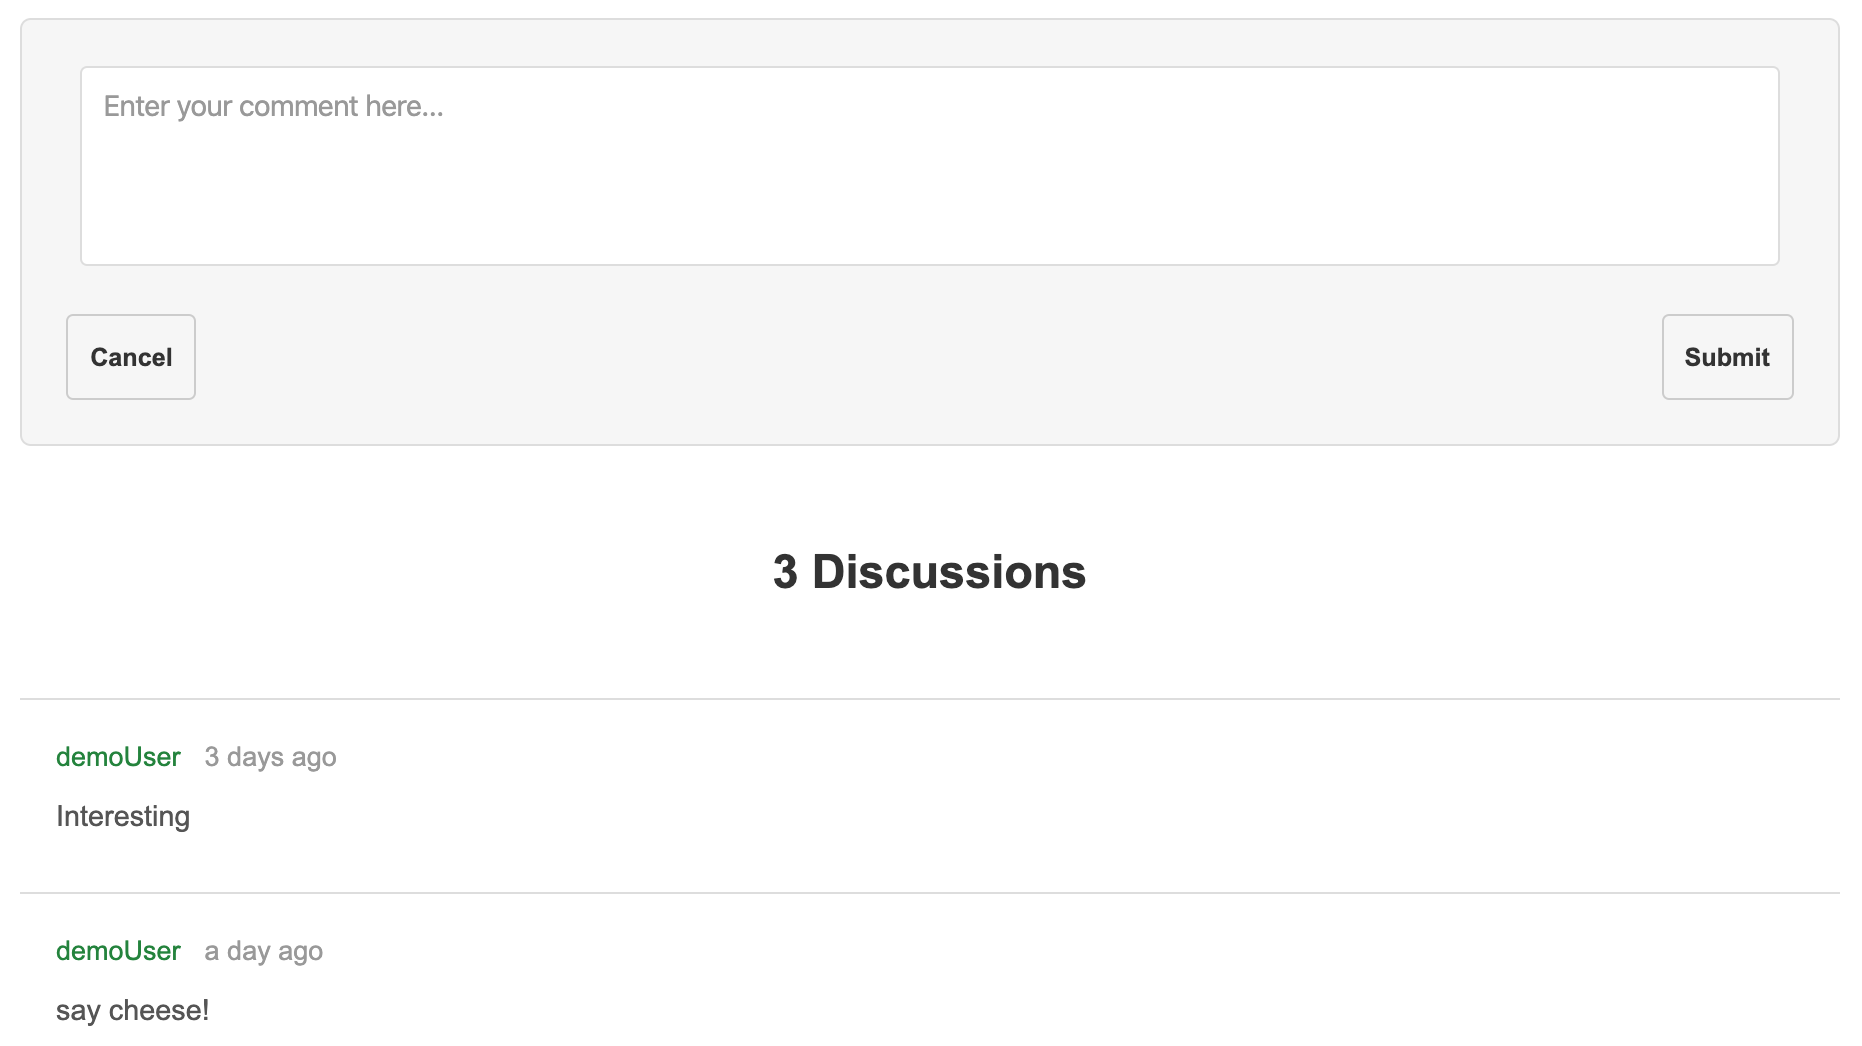 Enter your comment here...
Cancel
Submit
3 Discussions
demoUser 3 days ago
Interesting
demoUser a day ago
say cheese!